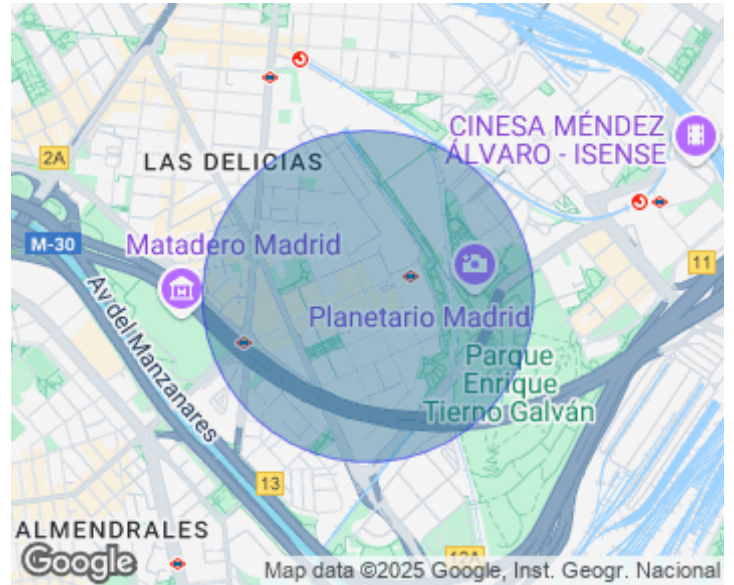 CINESA MÉNDEZ
ÁLVARO - ISENSE
2A
LAS DELICIAS
M-30
Matadero Madrid
11
Av. del Manzanares
Planetario Madrid
Parque
Enrique
Tierno Galván
13
ALMENDRALES
12A
Google
Map data ©2025 Google, Inst. Geogr. Nacional